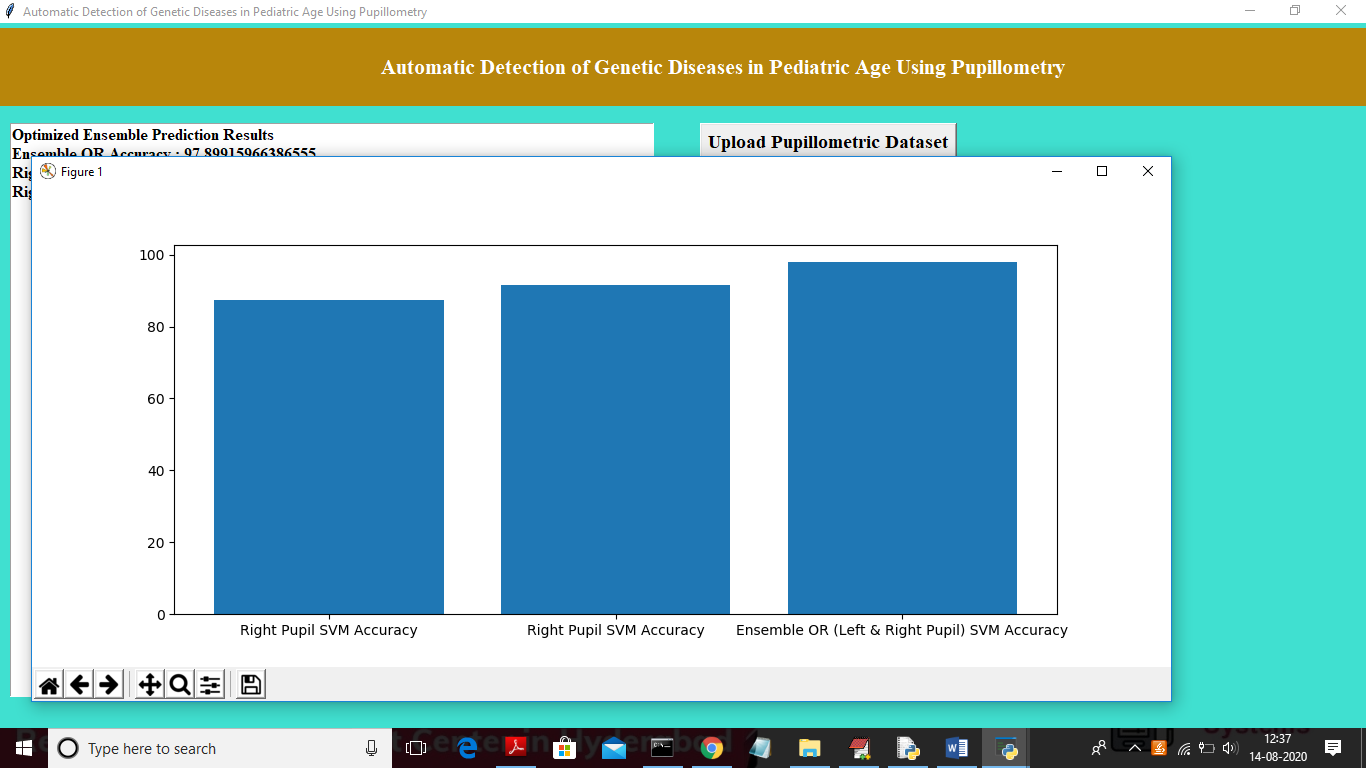 Automatic Detection of Genetic Diseases in Pediatric Age Using Pupillometry
Automatic Detection of Genetic Diseases in Pediatric Age Using Pupillometry
Optimized Ensemble Prediction Results
Ensemble OR Accuracy : 97.89915966386555
Upload Pupillometric Dataset
Figure 1
100
80
60
40
20
0
Right Pupil SVM Accuracy
Right Pupil SVM Accuracy
Ensemble OR (Left & Right Pupil) SVM Accuracy
Type here to search
Center in
Systems
12:37
14-08-2020